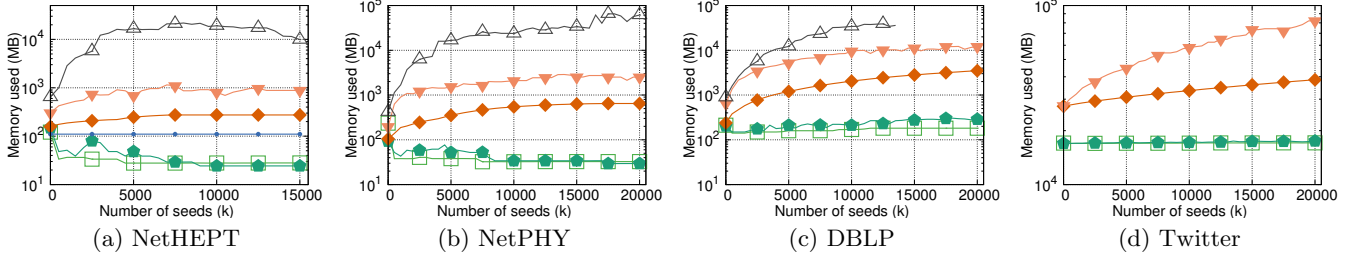 Memory used (MB)
10^4
10^3
10^2
10^1
0
5000
10000
15000
Number of seeds (k)
(a) NetHEPT
Memory used (MB)
10^5
10^4
10^3
10^2
10^1
0
5000
10000
15000
20000
Number of seeds (k)
(b) NetPHY
Memory used (MB)
10^5
10^4
10^3
10^2
10^1
0
5000
10000
15000
20000
Number of seeds (k)
(c) DBLP
Memory used (MB)
10^5
10^4
0
5000
10000
15000
20000
Number of seeds (k)
(d) Twitter